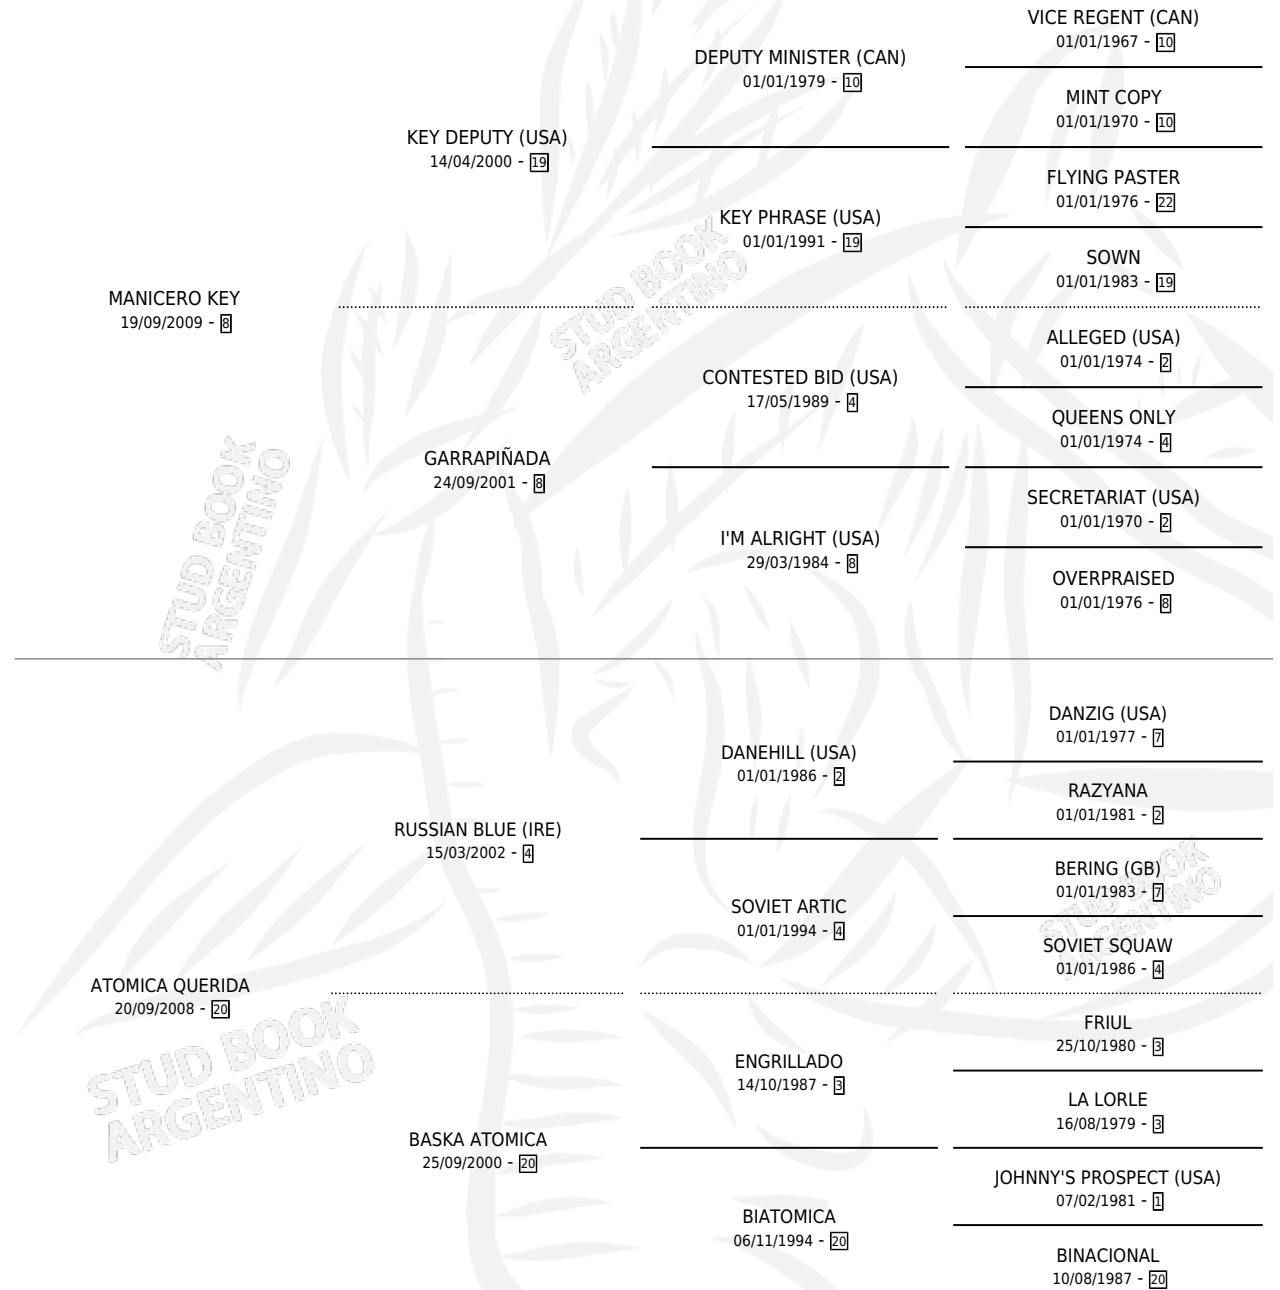 MANICERO KEY
19/09/2009 - 8
KEY DEPUTY (USA)
14/04/2000 - 19
DEPUTY MINISTER (CAN)
01/01/1979 - 10
VICE REGENT (CAN)
01/01/1967 - 10
MINT COPY
01/01/1970 - 10
KEY PHRASE (USA)
01/01/1991 - 19
FLYING PASTER
01/01/1976 - 22
SOWN
01/01/1983 - 19
GARRAPIÑADA
24/09/2001 - 8
CONTESTED BID (USA)
17/05/1989 - 4
ALLEGED (USA)
01/01/1974 - 2
QUEENS ONLY
01/01/1974 - 4
I'M ALRIGHT (USA)
29/03/1984 - 8
SECRETARIAT (USA)
01/01/1970 - 2
OVERPRAISED
01/01/1976 - 8
ATOMICA QUERIDA
20/09/2008 - 20
RUSSIAN BLUE (IRE)
15/03/2002 - 4
DANEHILL (USA)
01/01/1986 - 2
DANZIG (USA)
01/01/1977 - 7
RAZYANA
01/01/1981 - 2
SOVIET ARTIC
01/01/1994 - 4
BERING (GB)
01/01/1983 - 7
SOVIET SQUAW
01/01/1986 - 4
BASKA ATOMICA
25/09/2000 - 20
ENGRILLADO
14/10/1987 - 3
FRIUL
25/10/1980 - 3
LA LORLE
16/08/1979 - 3
BIATOMICA
06/11/1994 - 20
JOHNNY'S PROSPECT (USA)
07/02/1981 - 1
BINACIONAL
10/08/1987 - 20
STUD BOOK
ARGENTINO
STUD BOOK
ARGENTINO
STUD BOOK
ARGENTINO
STUD BOOK
ARGENTINO